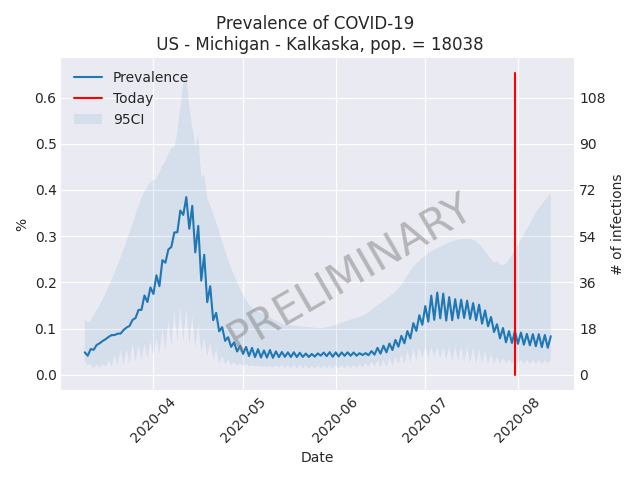 Prevalence of COVID-19
US - Michigan - Kalkaska, pop. = 18038
Prevalence
Today
95CI
PRELIMINARY
%
0.6
0.5
0.4
0.3
0.2
0.1
0.0
108
90
72
54
36
18
0
# of infections
2020-04
2020-05
2020-06
2020-07
2020-08
Date